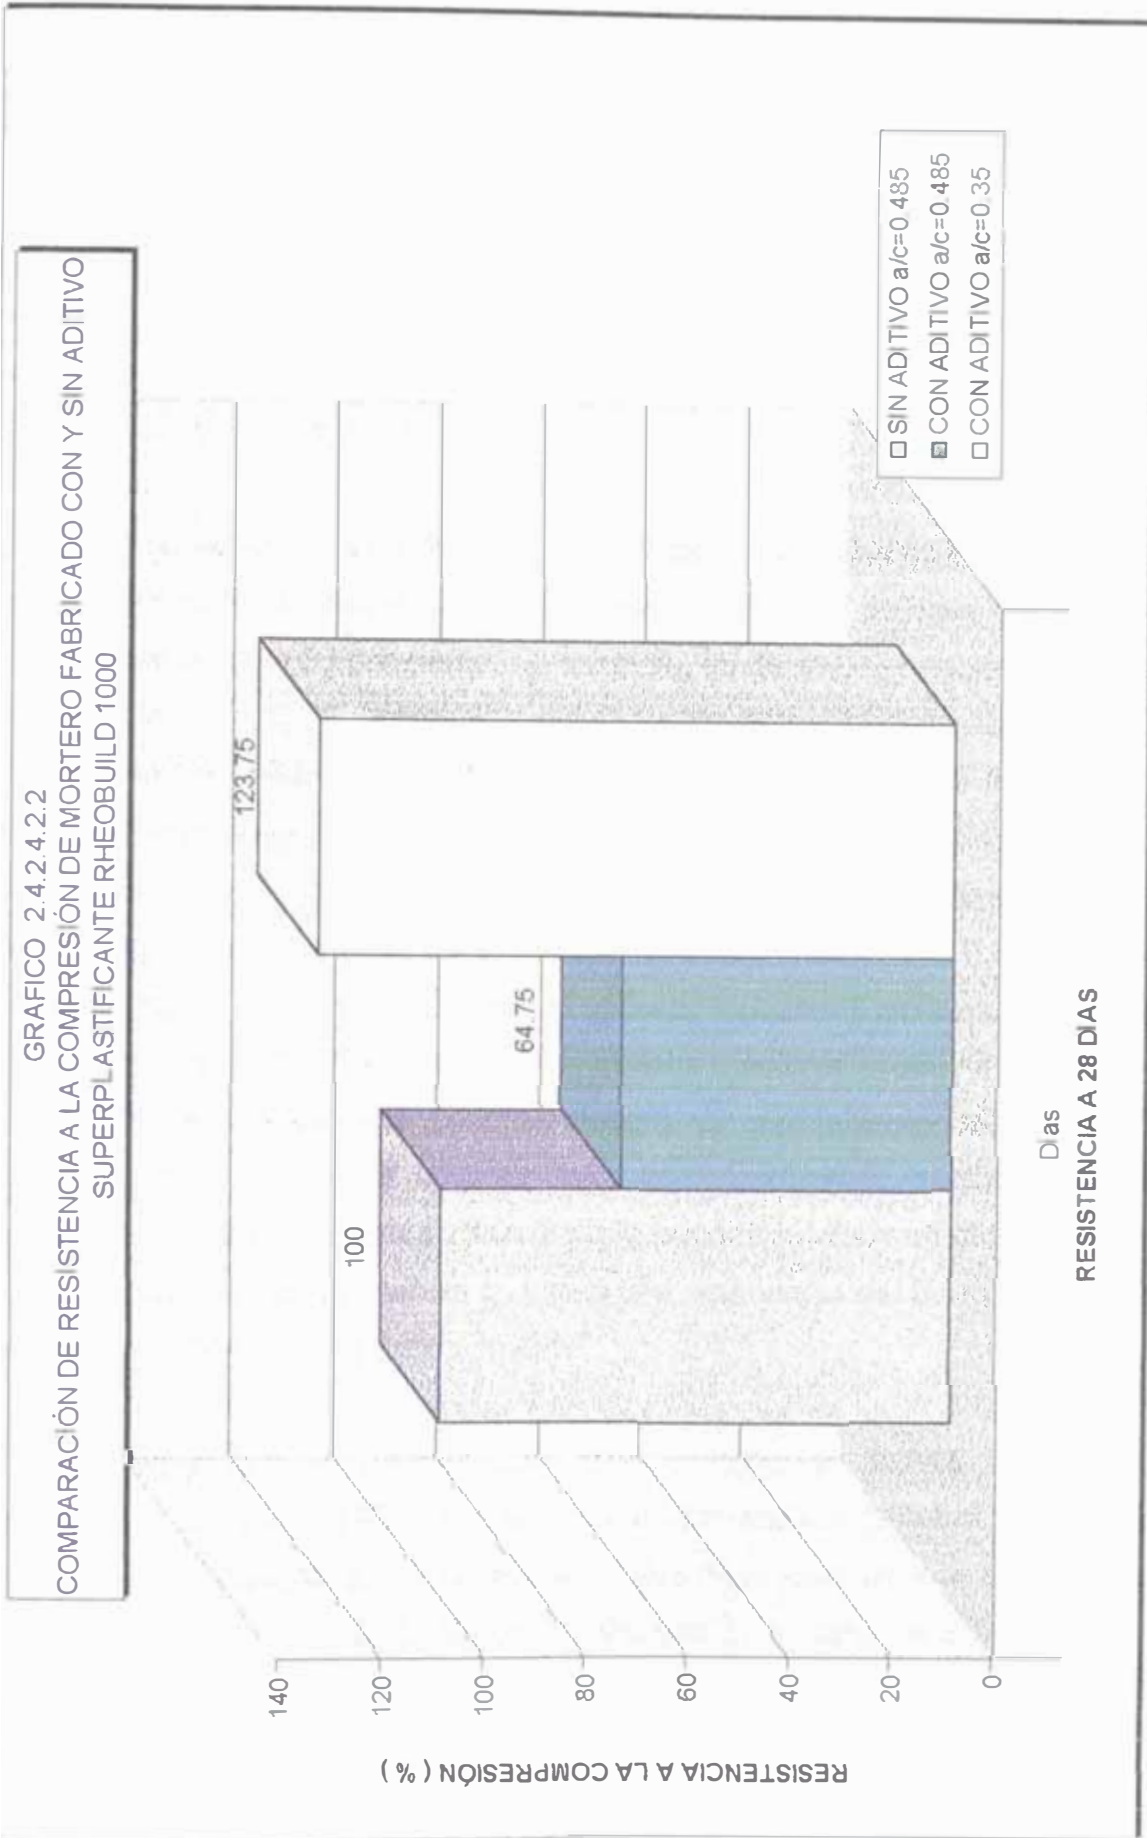 GRAFICO 2.4.2.4.2.2
COMPARACIÓN DE RESISTENCIA A LA COMPRESIÓN DE MORTERO FABRICADO CON Y SIN ADITIVO
SUPERPLASTIFICANTE RHEOBUILD 1000
RESISTENCIA A LA COMPRESIÓN ( % )
140
120
100
80
60
40
20
0
100
64.75
123.75
Días
RESISTENCIA A 28 DIAS
SIN ADITIVO a/c=0.485
CON ADITIVO a/c=0.485
CON ADITIVO a/c=0.35